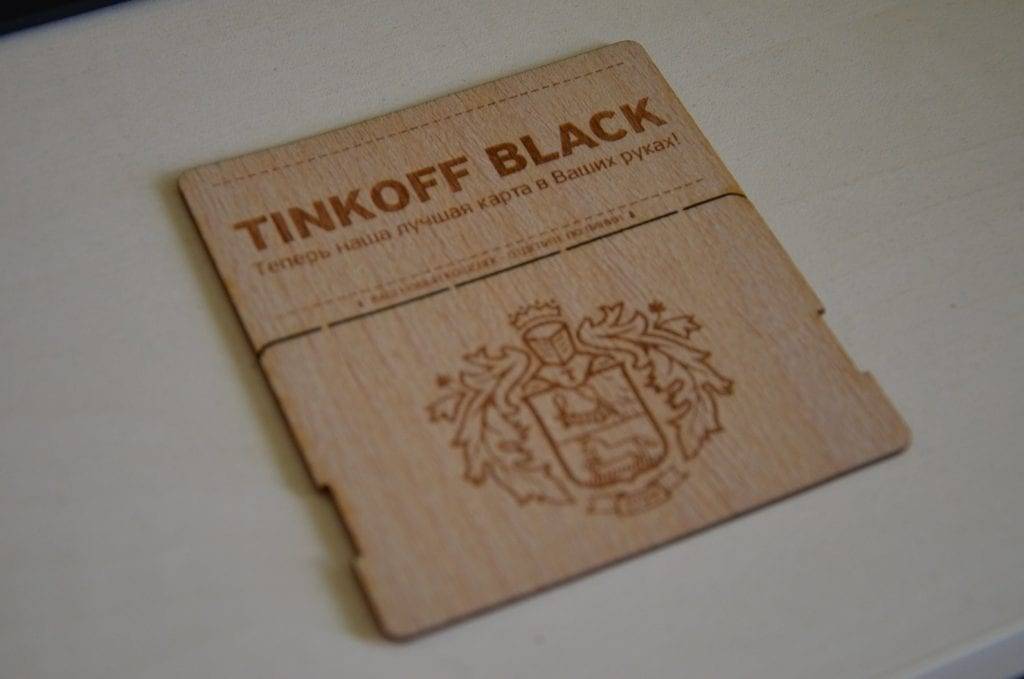 TINKOFF BLACK
Теперь наша лучшая карта в Ваших руках!